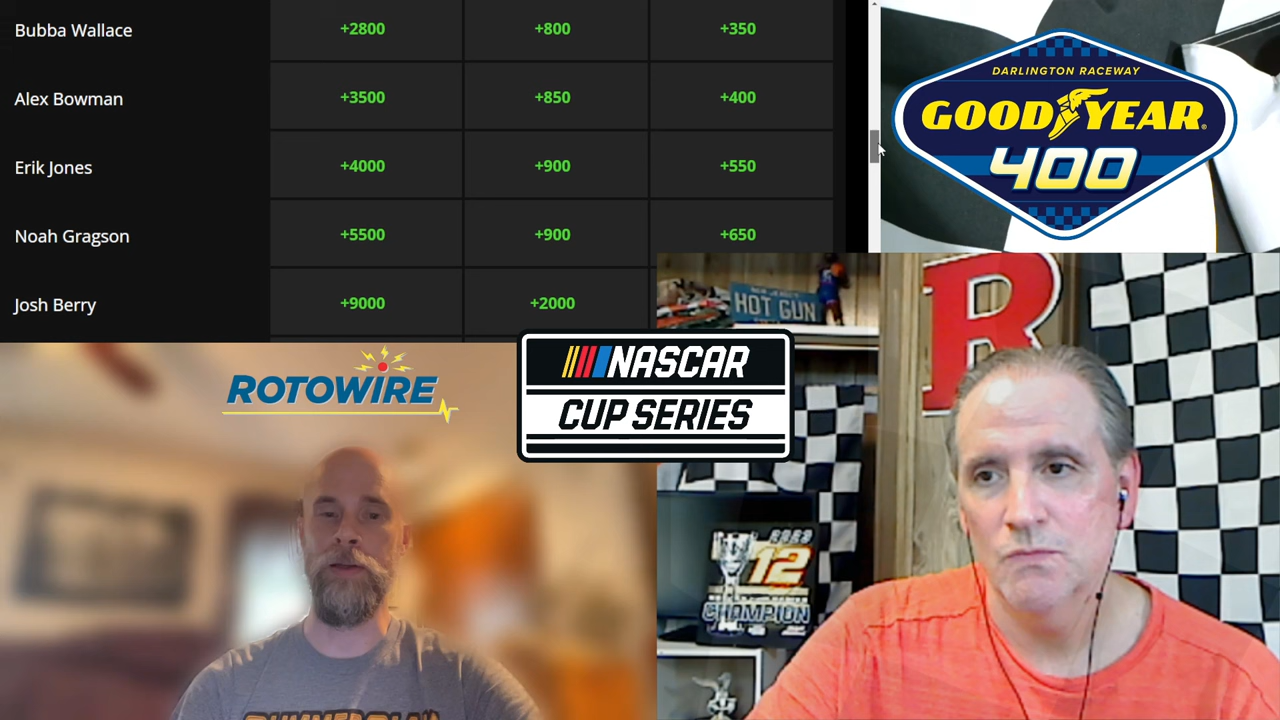 Bubba Wallace +2800 +800 +350
Alex Bowman +3500 +850 +400
Erik Jones +4000 +900 +550
Noah Gragson +5500 +900 +650
Josh Berry +9000 +2000
DARLINGTON RACEWAY
GOODYEAR
400
HOT GUN
R
ROTOWIRE
NASCAR
CUP SERIES
12
CHAMPION